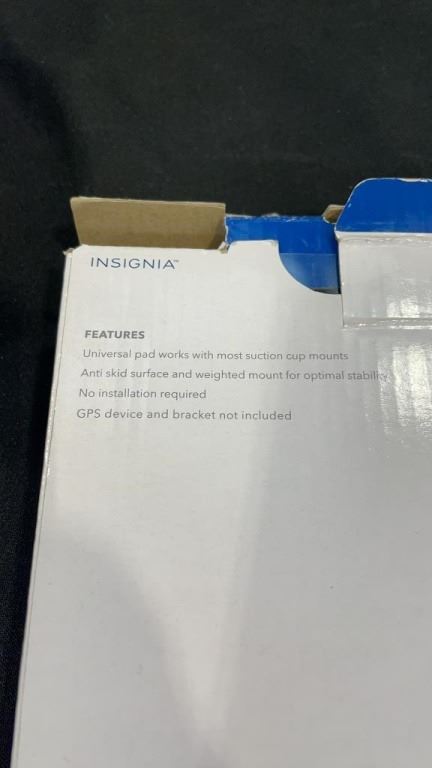 INSIGNIA™
FEATURES
Universal pad works with most suction cup mounts
Anti skid surface and weighted mount for optimal stability
No installation required
GPS device and bracket not included